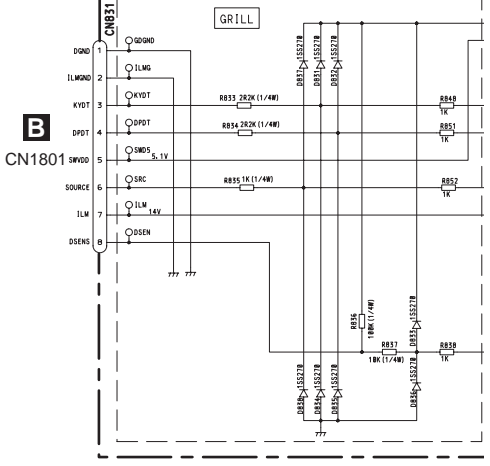 CN831
GRILL
GDGND
DGND 1
ILMG
ILMGND 2
KYDT
KYDT 3
R833 2R2K(1/4W)
R848
1K
DPDT
DPDT 4
R834 2R2K(1/4W)
R851
1K
B
CN1801
SWD5
5.1V
SWVDD 5
SRC
SOURCE 6
R835 1K(1/4W)
R852
1K
ILM
14V
ILM 7
DSEN
DSENS 8
D837 1SS270
D831 1SS270
D832 1SS270
R836
100K(1/4W)
D833 1SS270
R837
10K(1/4W)
R838
1K
1SS270
D834 1SS270
D835 1SS270
D836 1SS270